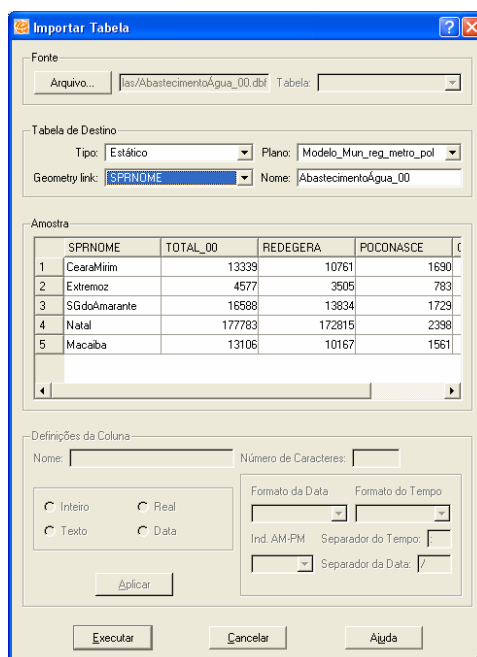 Importar Tabela
Fonte
Arquivo... las/AbastecimentoÁgua_00.dbf Tabela:
Tabela de Destino
Tipo: Estático Plano: Modelo_Mun_reg_metro_pol
Geometry link: SPRNOME Nome: AbastecimentoÁgua_00
Amostra
SPRNOME TOTAL_00 REDEGERA POCONASCE
1 CearaMirim 13339 10761 1690
2 Extremoz 4577 3505 783
3 SGdoAmarante 16588 13834 1729
4 Natal 177783 172815 2398
5 Macaiba 13106 10167 1561
Definições da Coluna
Nome: Número de Caracteres:
Inteiro Real
Texto Data
Aplicar
Formato da Data Formato do Tempo
Ind. AM-PM Separador do Tempo: :
Separador da Data: /
Executar Cancelar Ajuda